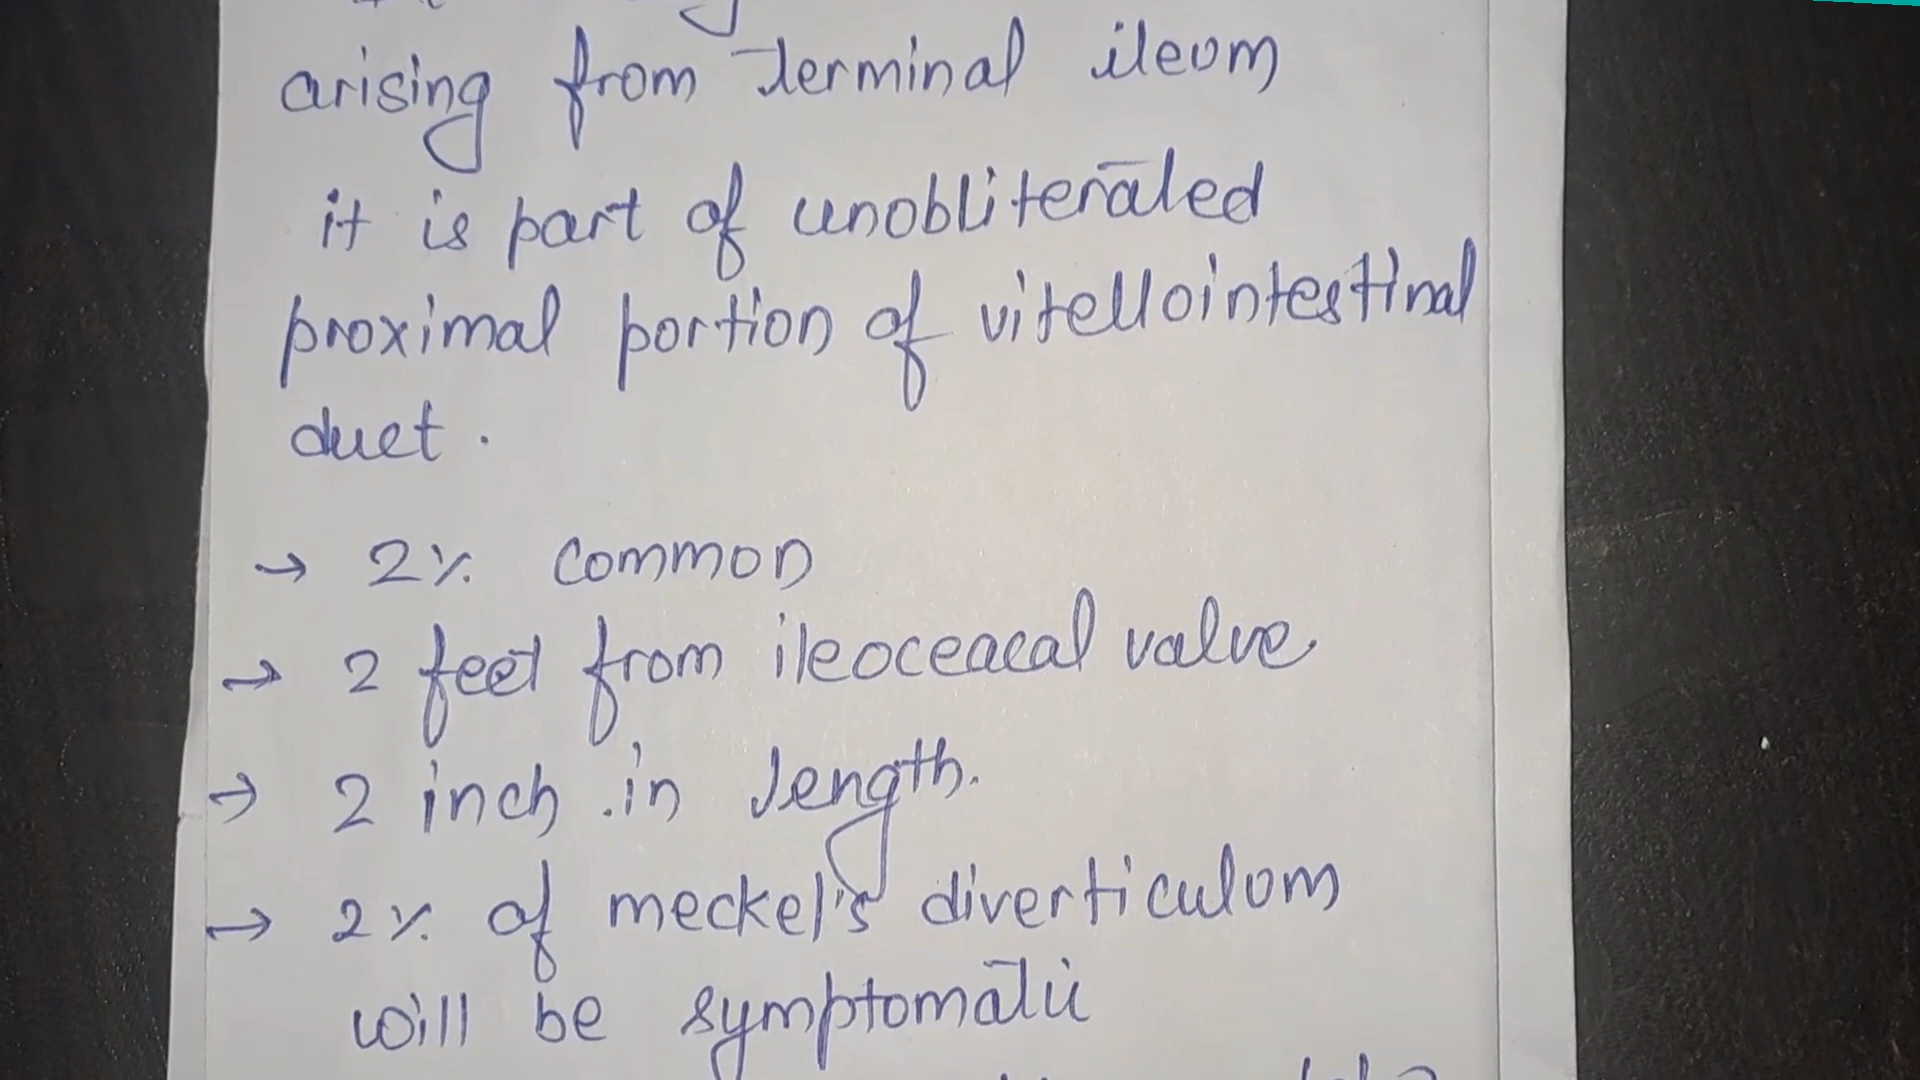 arising from terminal ileum
it is part of unobliterated
proximal portion of vitellointestinal
duct.
→ 2% common
→ 2 feet from ileoceacal valve
→ 2 inch in length.
→ 2% of meckel's diverticulum
will be symptomatic